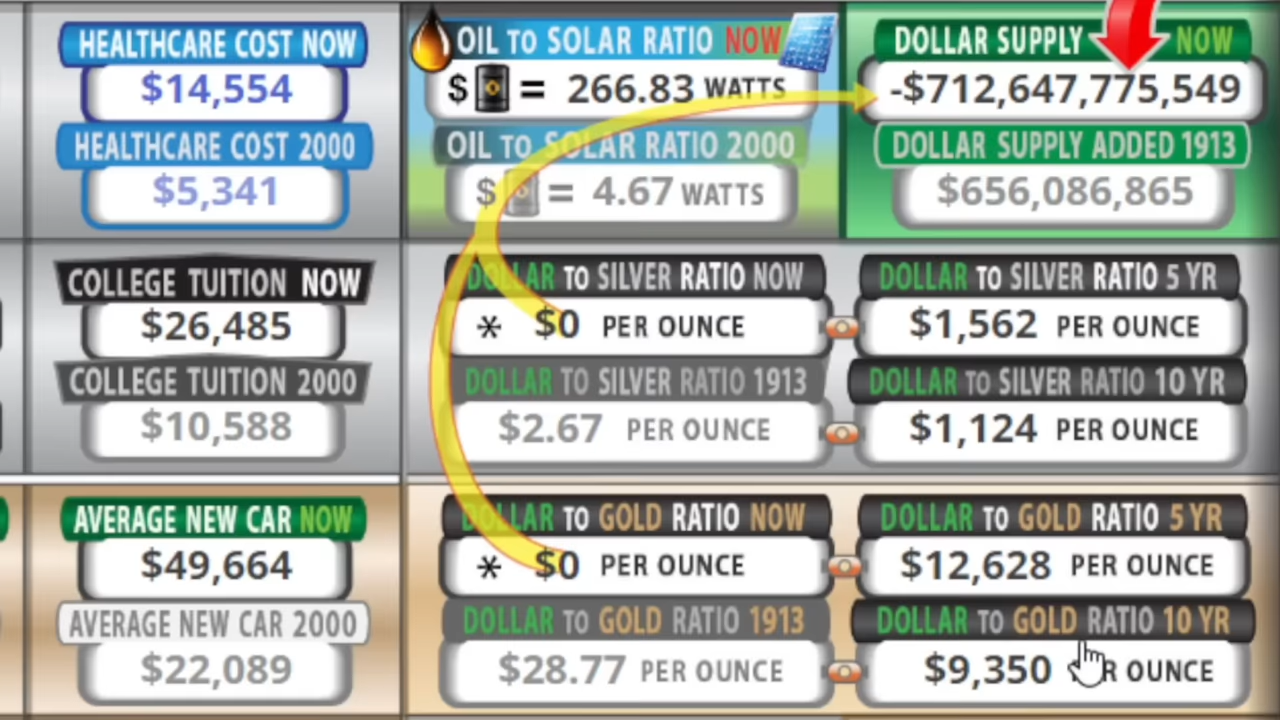 HEALTHCARE COST NOW
$14,554
HEALTHCARE COST 2000
$5,341
OIL TO SOLAR RATIO NOW
$ = 266.83 WATTS
OIL TO SOLAR RATIO 2000
$ = 4.67 WATTS
DOLLAR SUPPLY NOW
-$712,647,775,549
DOLLAR SUPPLY ADDED 1913
$656,086,865
COLLEGE TUITION NOW
$26,485
COLLEGE TUITION 2000
$10,588
DOLLAR TO SILVER RATIO NOW
* $0 PER OUNCE
DOLLAR TO SILVER RATIO 1913
$2.67 PER OUNCE
DOLLAR TO SILVER RATIO 5 YR
$1,562 PER OUNCE
DOLLAR TO SILVER RATIO 10 YR
$1,124 PER OUNCE
AVERAGE NEW CAR NOW
$49,664
AVERAGE NEW CAR 2000
$22,089
DOLLAR TO GOLD RATIO NOW
* $0 PER OUNCE
DOLLAR TO GOLD RATIO 1913
$28.77 PER OUNCE
DOLLAR TO GOLD RATIO 5 YR
$12,628 PER OUNCE
DOLLAR TO GOLD RATIO 10 YR
$9,350 PER OUNCE